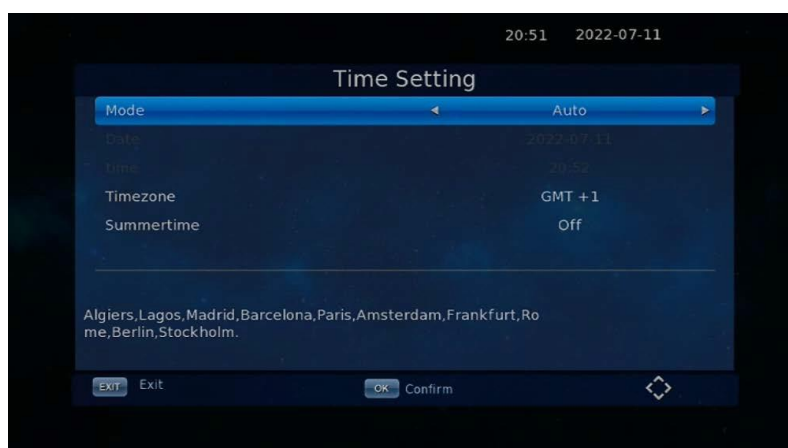 20:51 2022-07-11
Time Setting
Mode Auto
Date 2022-07-11
time 20:52
Timezone GMT +1
Summertime Off
Algiers,Lagos,Madrid,Barcelona,Paris,Amsterdam,Frankfurt,Ro
me,Berlin,Stockholm.
EXIT Exit OK Confirm